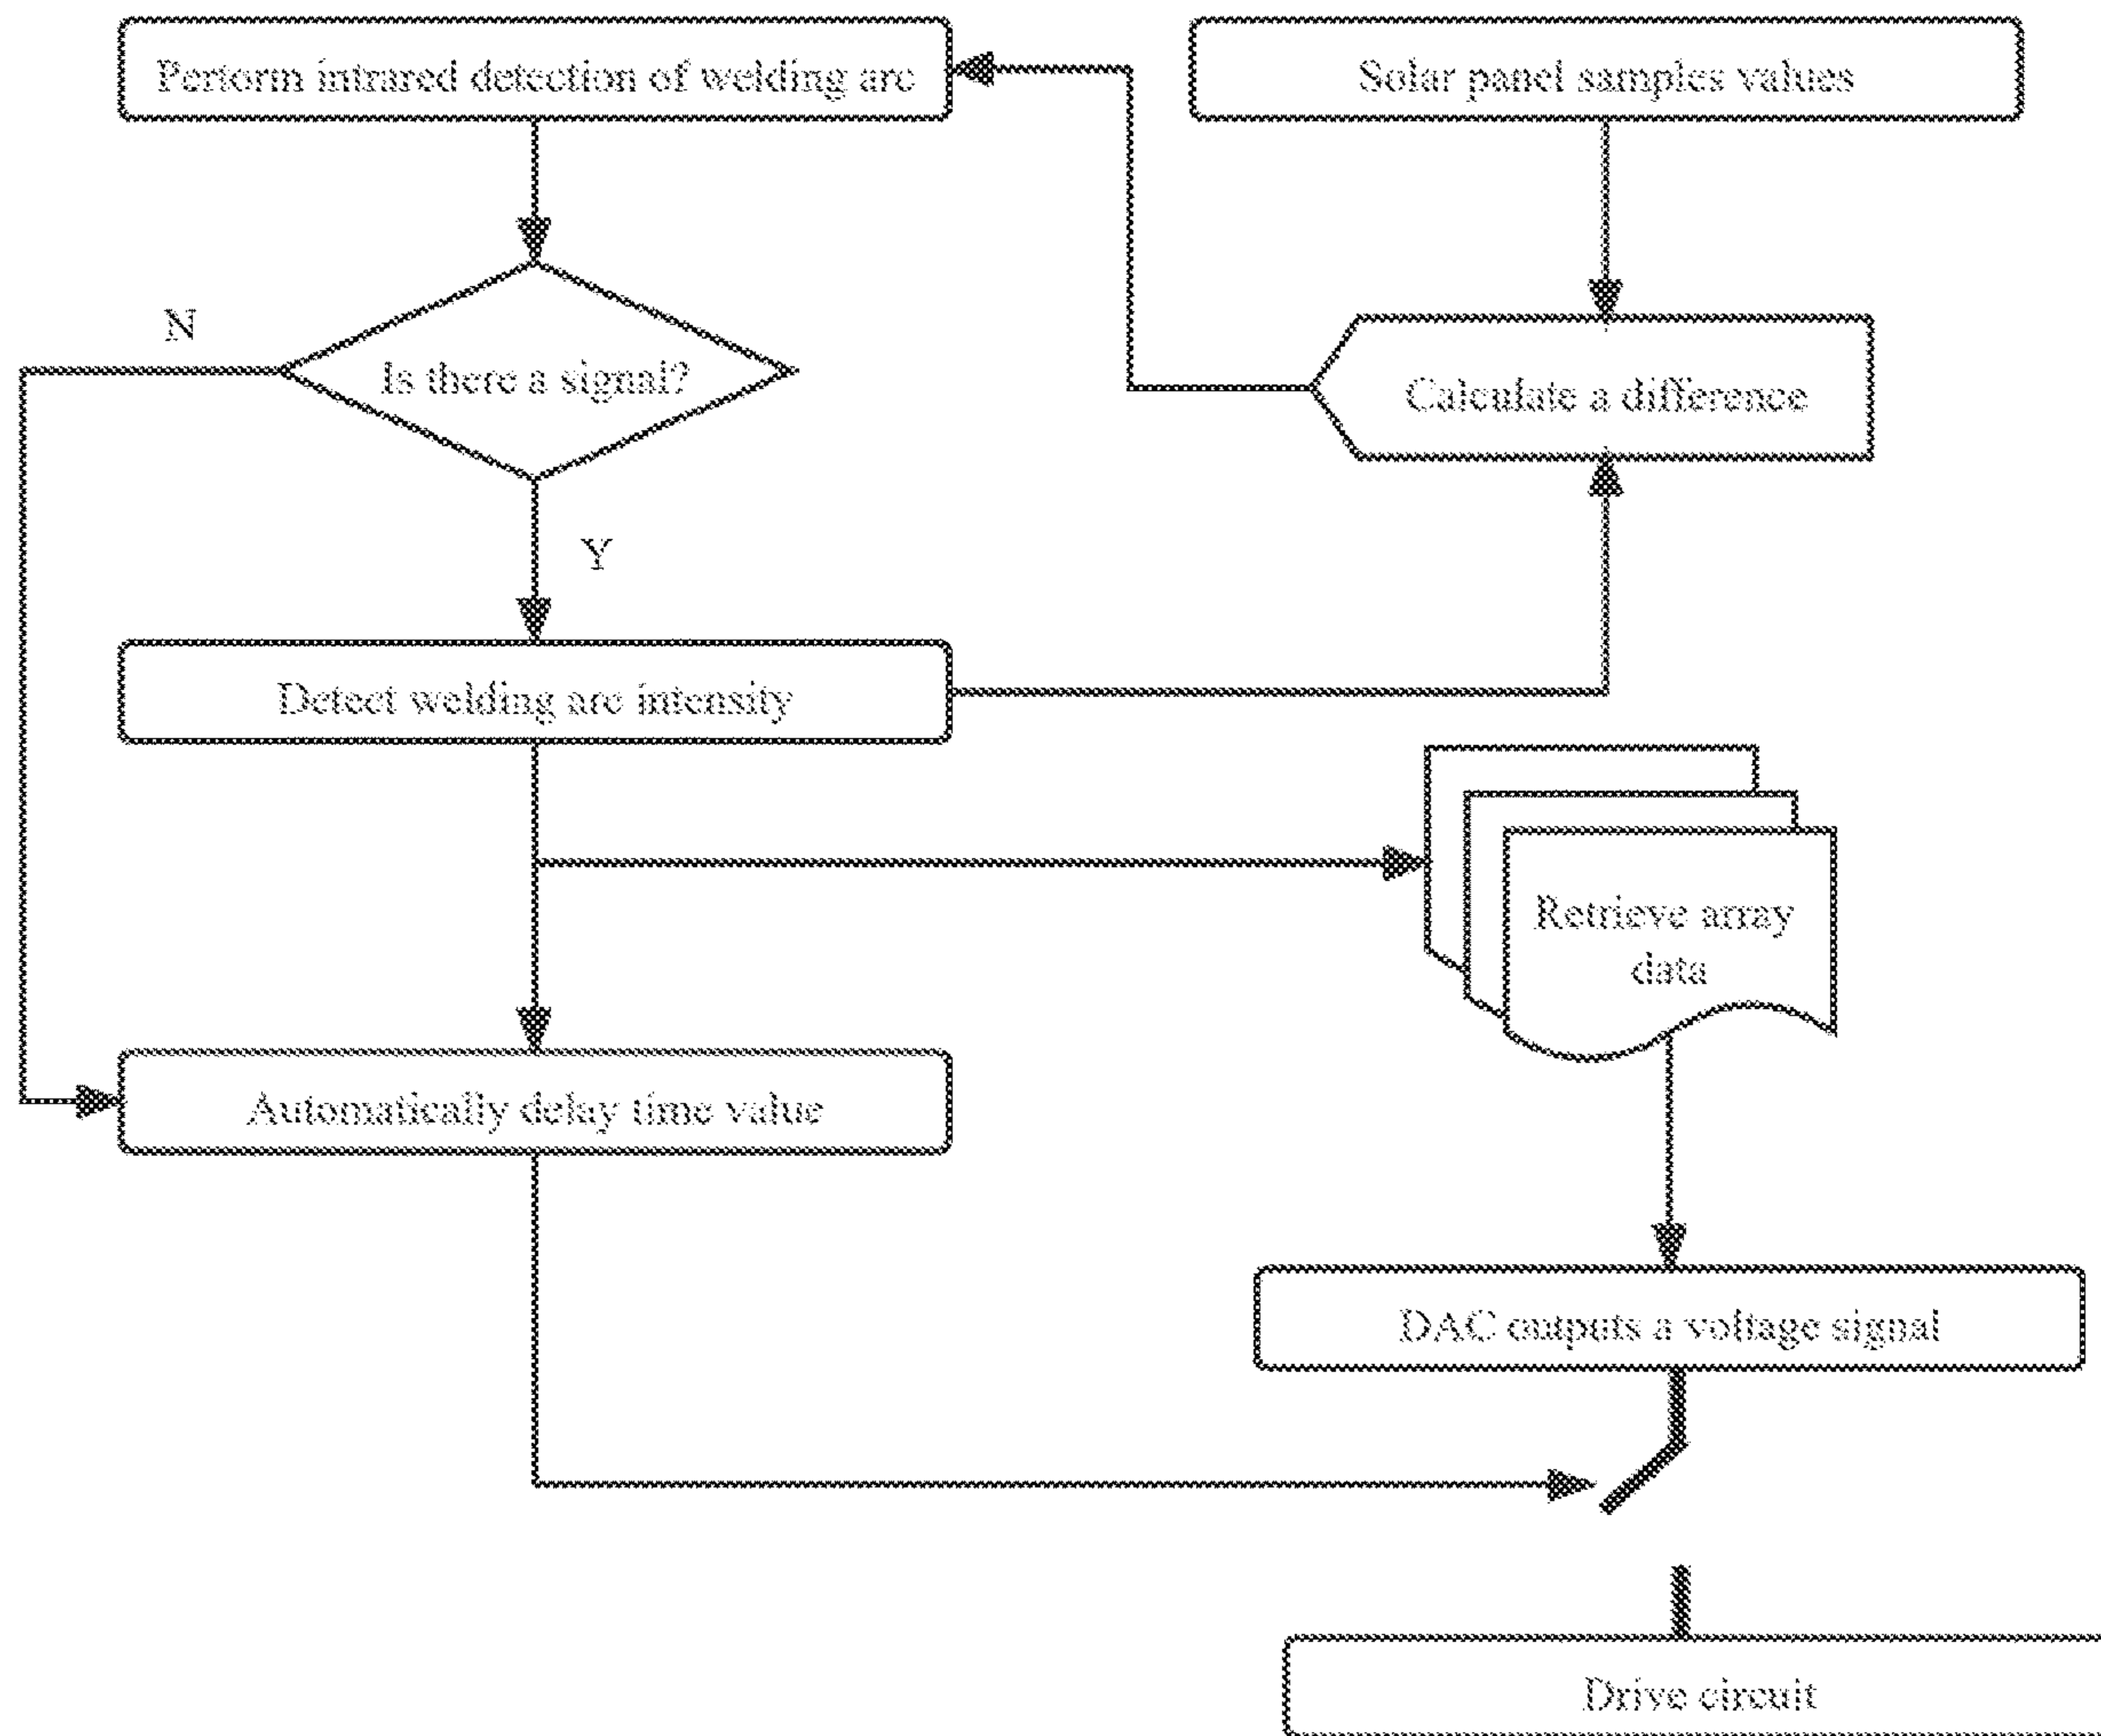 Perform infrared detection of welding arc
Solar panel samples values
N
Is there a signal?
Calculate a difference
Y
Detect welding arc intensity
Retrieve array
data
Automatically delay time value
DAC outputs a voltage signal
Drive circuit